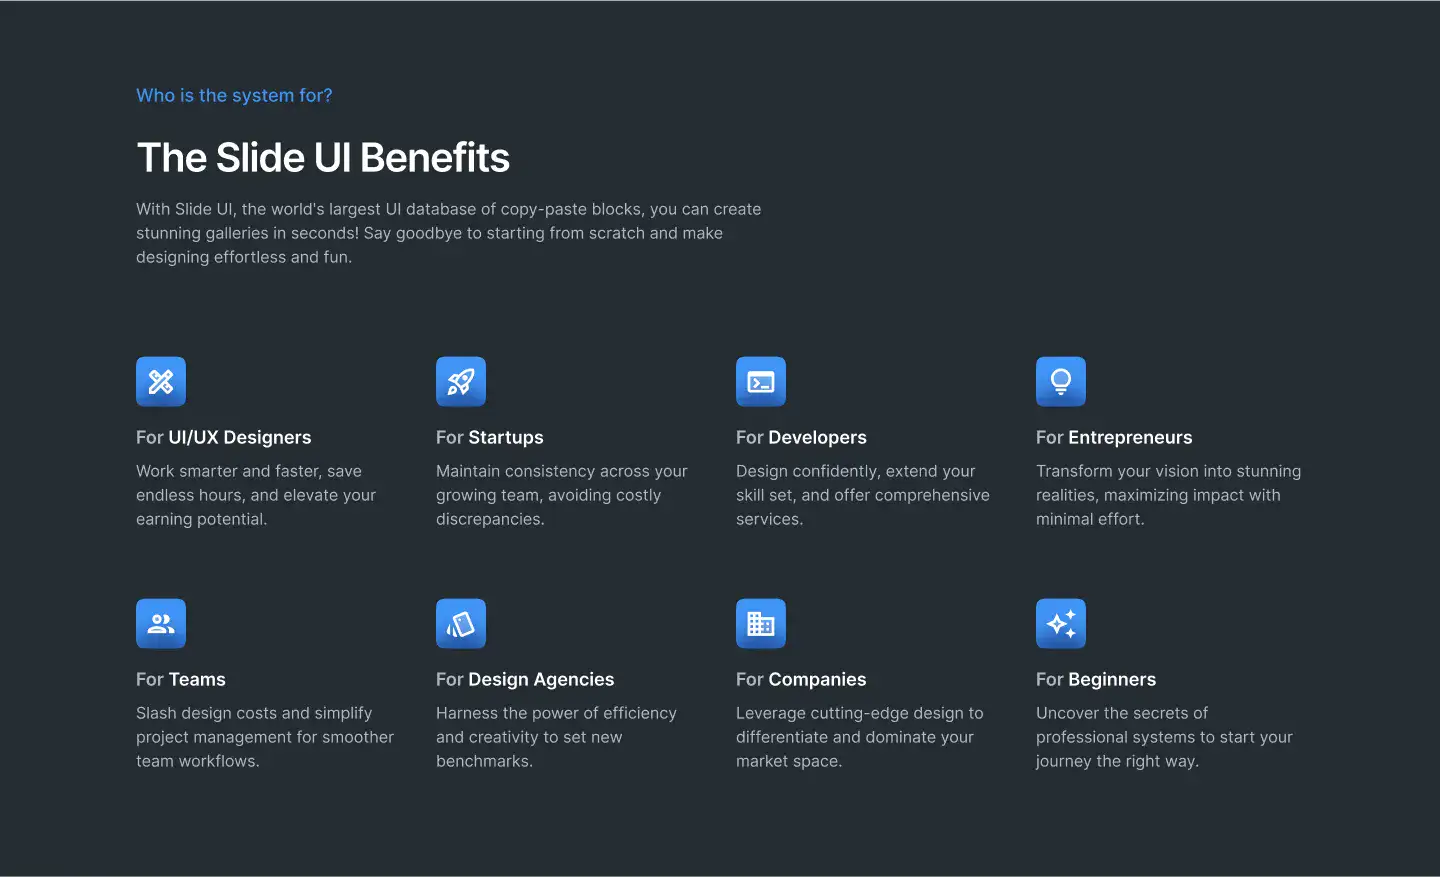 Who is the system for?
The Slide UI Benefits
With Slide UI, the world's largest UI database of copy-paste blocks, you can create
stunning galleries in seconds! Say goodbye to starting from scratch and make
designing effortless and fun.
For UI/UX Designers
Work smarter and faster, save
endless hours, and elevate your
earning potential.
For Startups
Maintain consistency across your
growing team, avoiding costly
discrepancies.
For Developers
Design confidently, extend your
skill set, and offer comprehensive
services.
For Entrepreneurs
Transform your vision into stunning
realities, maximizing impact with
minimal effort.
For Teams
Slash design costs and simplify
project management for smoother
team workflows.
For Design Agencies
Harness the power of efficiency
and creativity to set new
benchmarks.
For Companies
Leverage cutting-edge design to
differentiate and dominate your
market space.
For Beginners
Uncover the secrets of
professional systems to start your
journey the right way.